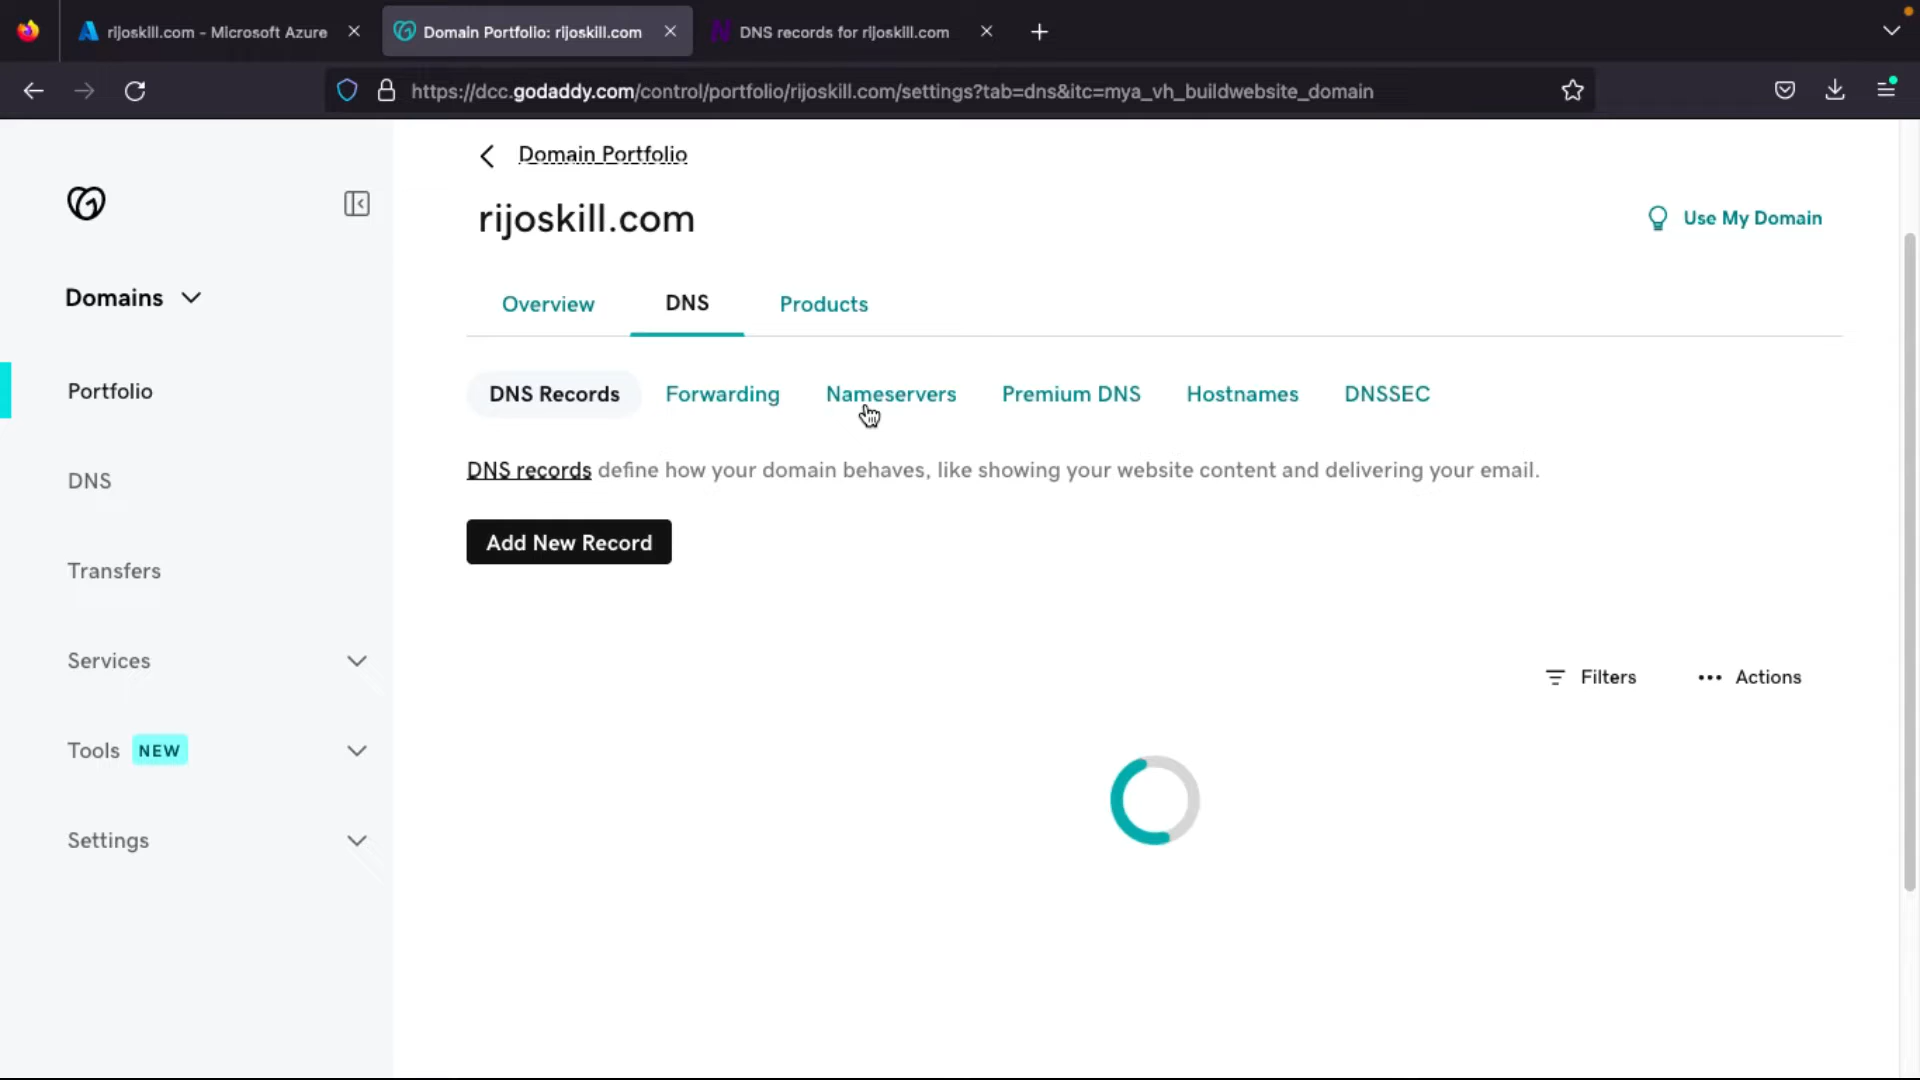 rijoskill.com - Microsoft Azure
Domain Portfolio: rijoskill.com
DNS records for rijoskill.com
https://dcc.godaddy.com/control/portfolio/rijoskill.com/settings?tab=dns&itc=mya_vh_buildwebsite_domain
Domain Portfolio
rijoskill.com
Use My Domain
Domains
Overview
DNS
Products
Portfolio
DNS Records
Forwarding
Nameservers
Premium DNS
Hostnames
DNSSEC
DNS records define how your domain behaves, like showing your website content and delivering your email.
DNS
Add New Record
Transfers
Services
Filters
Actions
Tools NEW
Settings